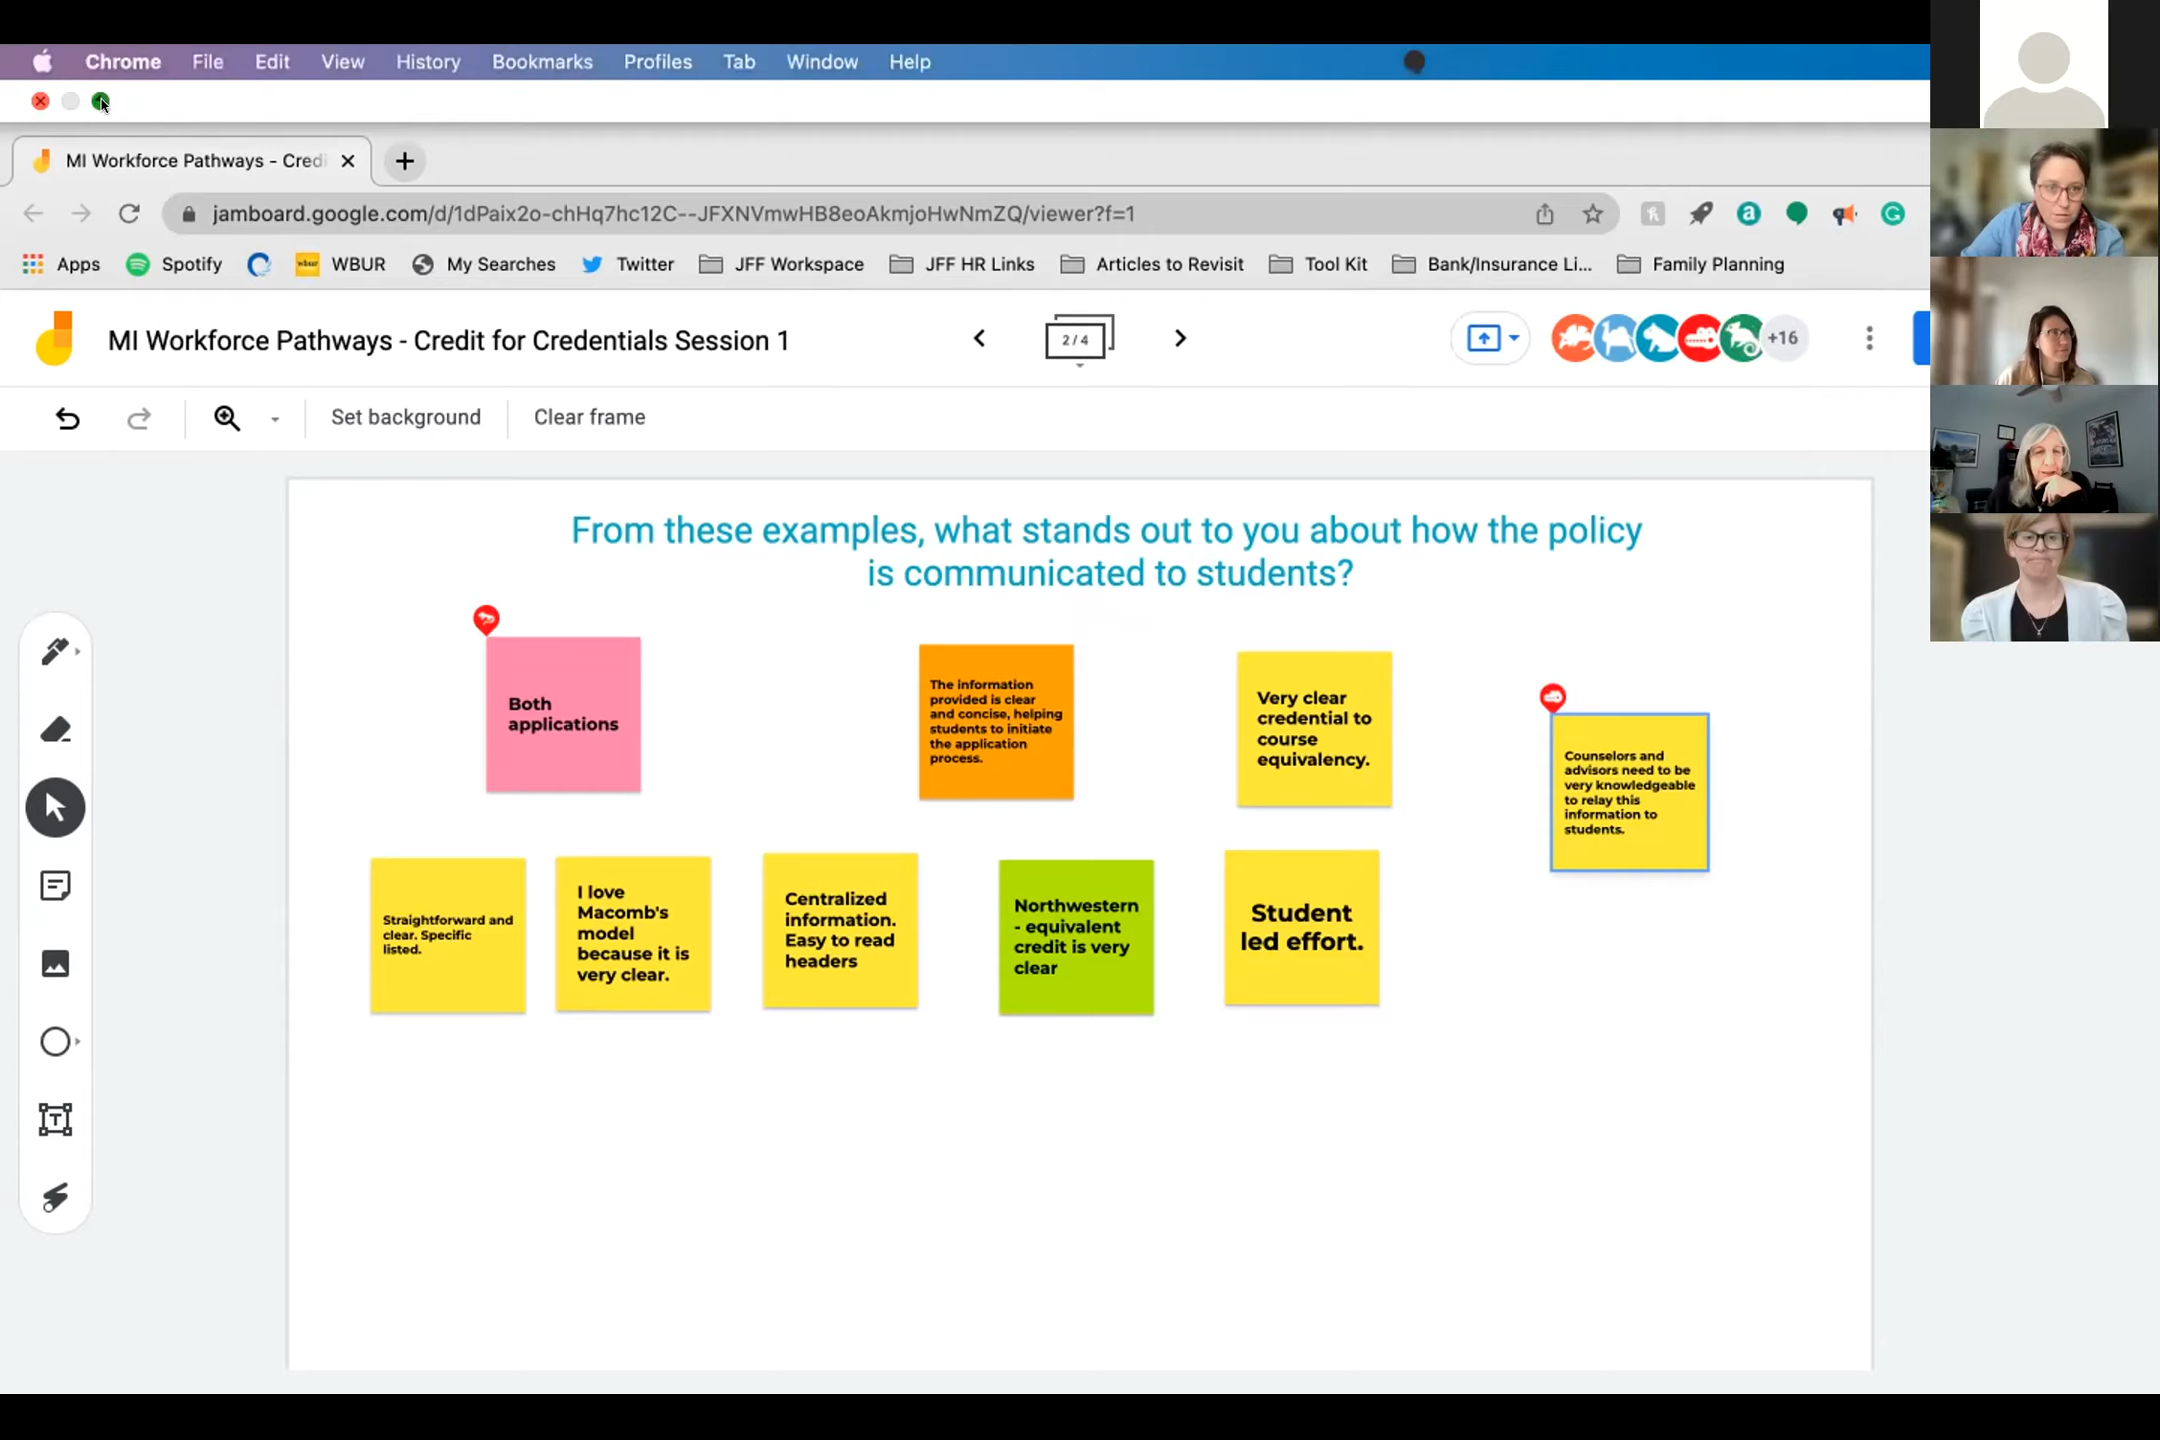 Chrome File Edit View History Bookmarks Profiles Tab Window Help
MI Workforce Pathways - Credi
jamboard.google.com/d/1dPaix2o-chHq7hc12C--JFXNVmwHB8eoAkmjoHwNmZQ/viewer?f=1
Apps Spotify wbur WBUR My Searches Twitter JFF Workspace JFF HR Links Articles to Revisit Tool Kit Bank/Insurance Li... Family Planning
MI Workforce Pathways - Credit for Credentials Session 1
2 / 4
+16
Set background Clear frame
From these examples, what stands out to you about how the policy
is communicated to students?
Both
applications
The information
provided is clear
and concise, helping
students to initiate
the application
process.
Very clear
credential to
course
equivalency.
Counselors and
advisors need to be
very knowledgeable
to relay this
information to
students.
Straightforward and
clear. Specific
listed.
I love
Macomb's
model
because it is
very clear.
Centralized
information.
Easy to read
headers
Northwestern
- equivalent
credit is very
clear
Student
led effort.